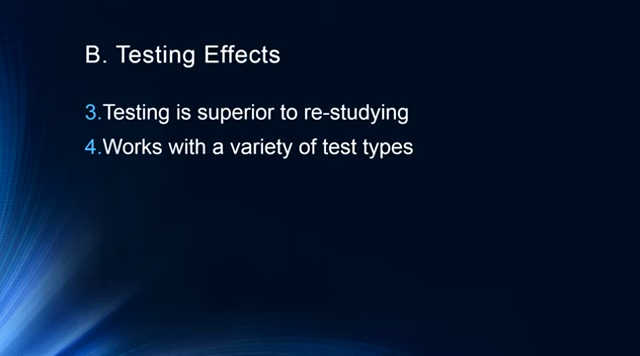 B. Testing Effects
3.Testing is superior to re-studying
4.Works with a variety of test types